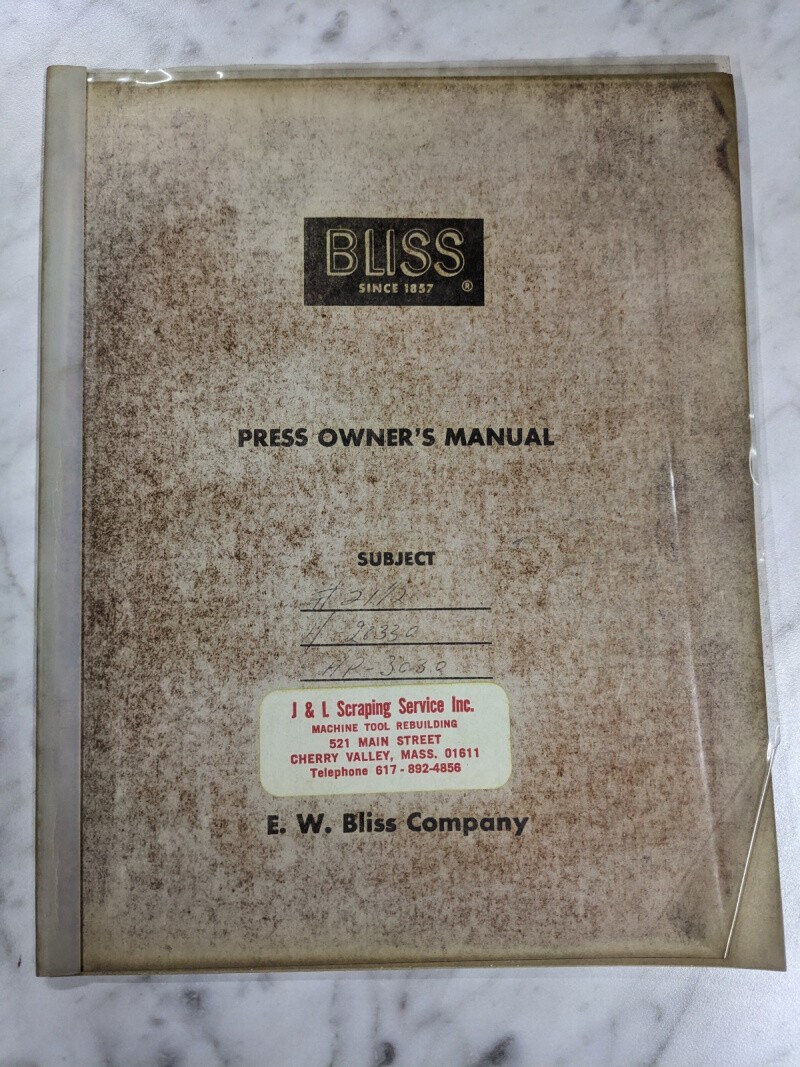 BLISS
SINCE 1857 ®
PRESS OWNER'S MANUAL
SUBJECT
J & L Scraping Service Inc.
MACHINE TOOL REBUILDING
521 MAIN STREET
CHERRY VALLEY, MASS. 01611
Telephone 617-892-4856
E. W. Bliss Company